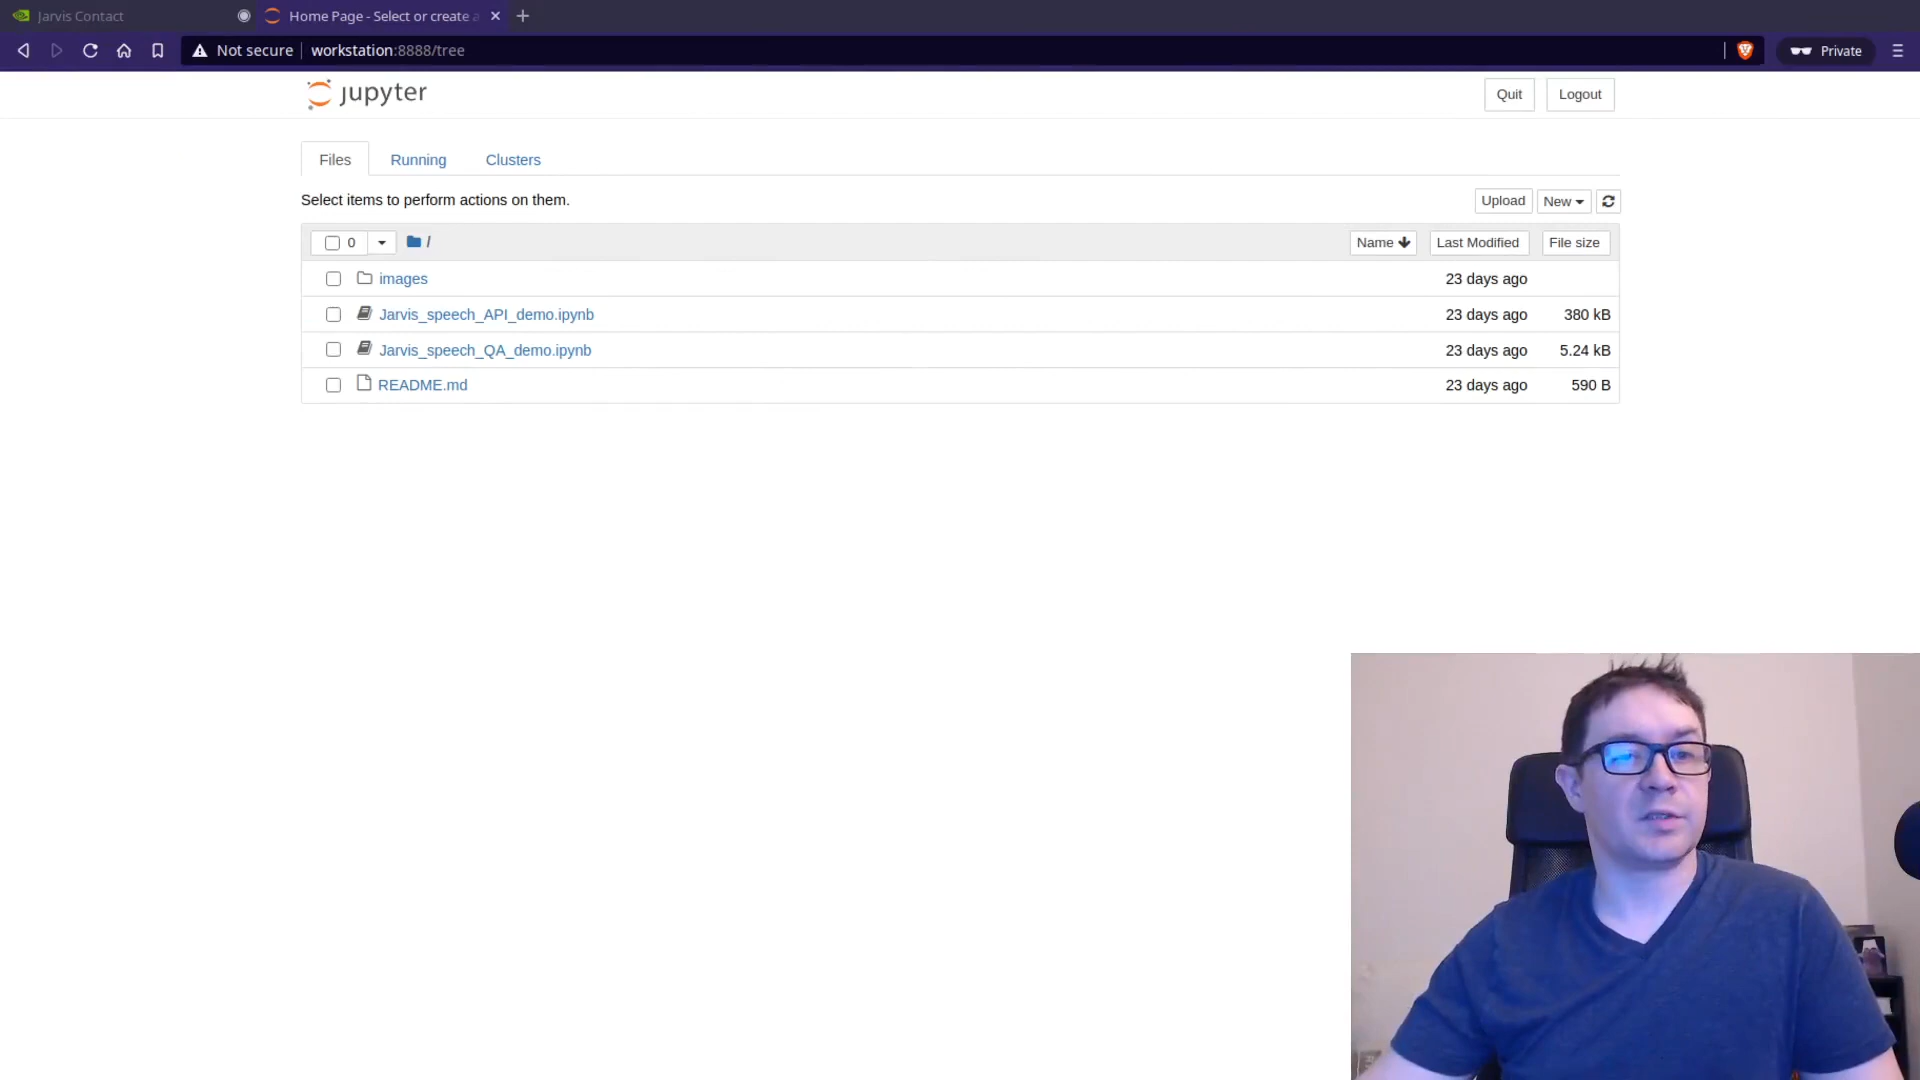 Jarvis Contact
Home Page - Select or create a
Not secure workstation:8888/tree Private
jupyter Quit Logout
Files Running Clusters
Select items to perform actions on them. Upload New
0 / Name Last Modified File size
images 23 days ago
Jarvis_speech_API_demo.ipynb 23 days ago 380 kB
Jarvis_speech_QA_demo.ipynb 23 days ago 5.24 kB
README.md 23 days ago 590 B